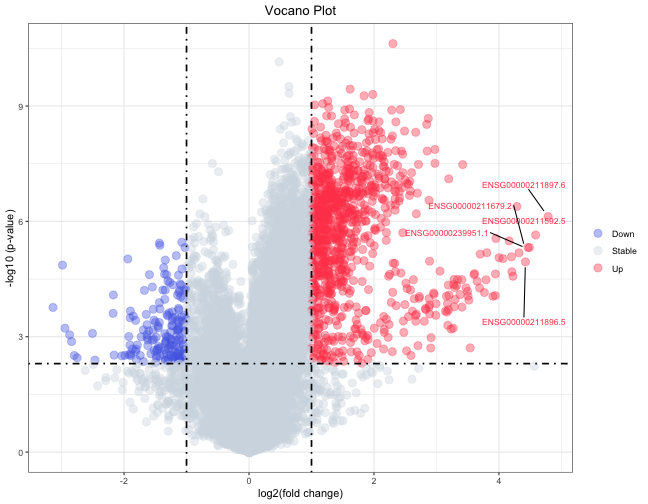 Vocano Plot
-log10 (p-value)
9
6
3
0
ENSG00000211897.6
ENSG00000211679.2
ENSG00000211592.5
ENSG00000239951.1
ENSG00000211896.5
Down
Stable
Up
-2
0
2
4
log2(fold change)